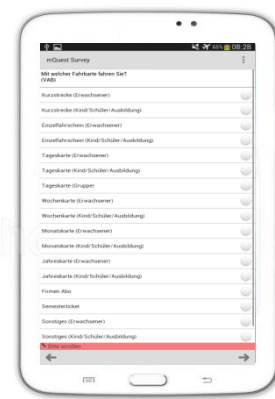 65% 08:28
mQuest Survey
Mit welcher Fahrkarte fahren Sie?
(VAB)
Kurzstrecke (Erwachsener)
Kurzstrecke (Kind/Schüler/Ausbildung)
Einzelfahrschein (Erwachsener)
Einzelfahrschein (Kind/Schüler/Ausbildung)
Tageskarte (Erwachsener)
Tageskarte (Kind/Schüler/Ausbildung)
Tageskarte (Gruppe)
Wochenkarte (Erwachsener)
Wochenkarte (Kind/Schüler/Ausbildung)
Monatskarte (Erwachsener)
Monatskarte (Kind/Schüler/Ausbildung)
Jahreskarte (Erwachsener)
Jahreskarte (Kind/Schüler/Ausbildung)
Firmen Abo
Semesterticket
Sonstiges (Erwachsener)
Sonstiges (Kind/Schüler/Ausbildung)
Bitte scrollen